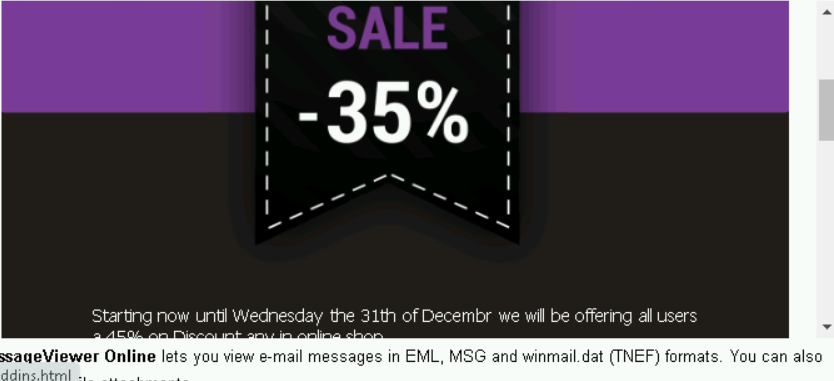 SALE
-35%
Starting now until Wednesday the 31th of Decembr we will be offering all users
a 45% on Discount any in online shop
ssageViewer Online lets you view e-mail messages in EML, MSG and winmail.dat (TNEF) formats. You can also
ddins.html file attachments